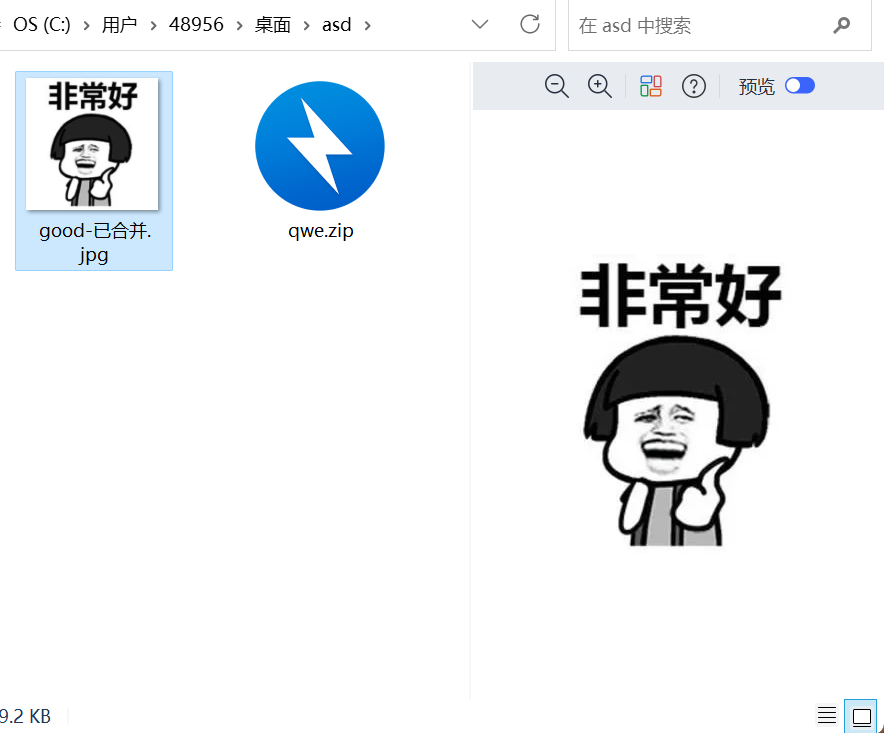 OS (C:) › 用户 › 48956 › 桌面 › asd ›
在 asd 中搜索
预览
非常好
good-已合并.
jpg
qwe.zip
非常好
9.2 KB